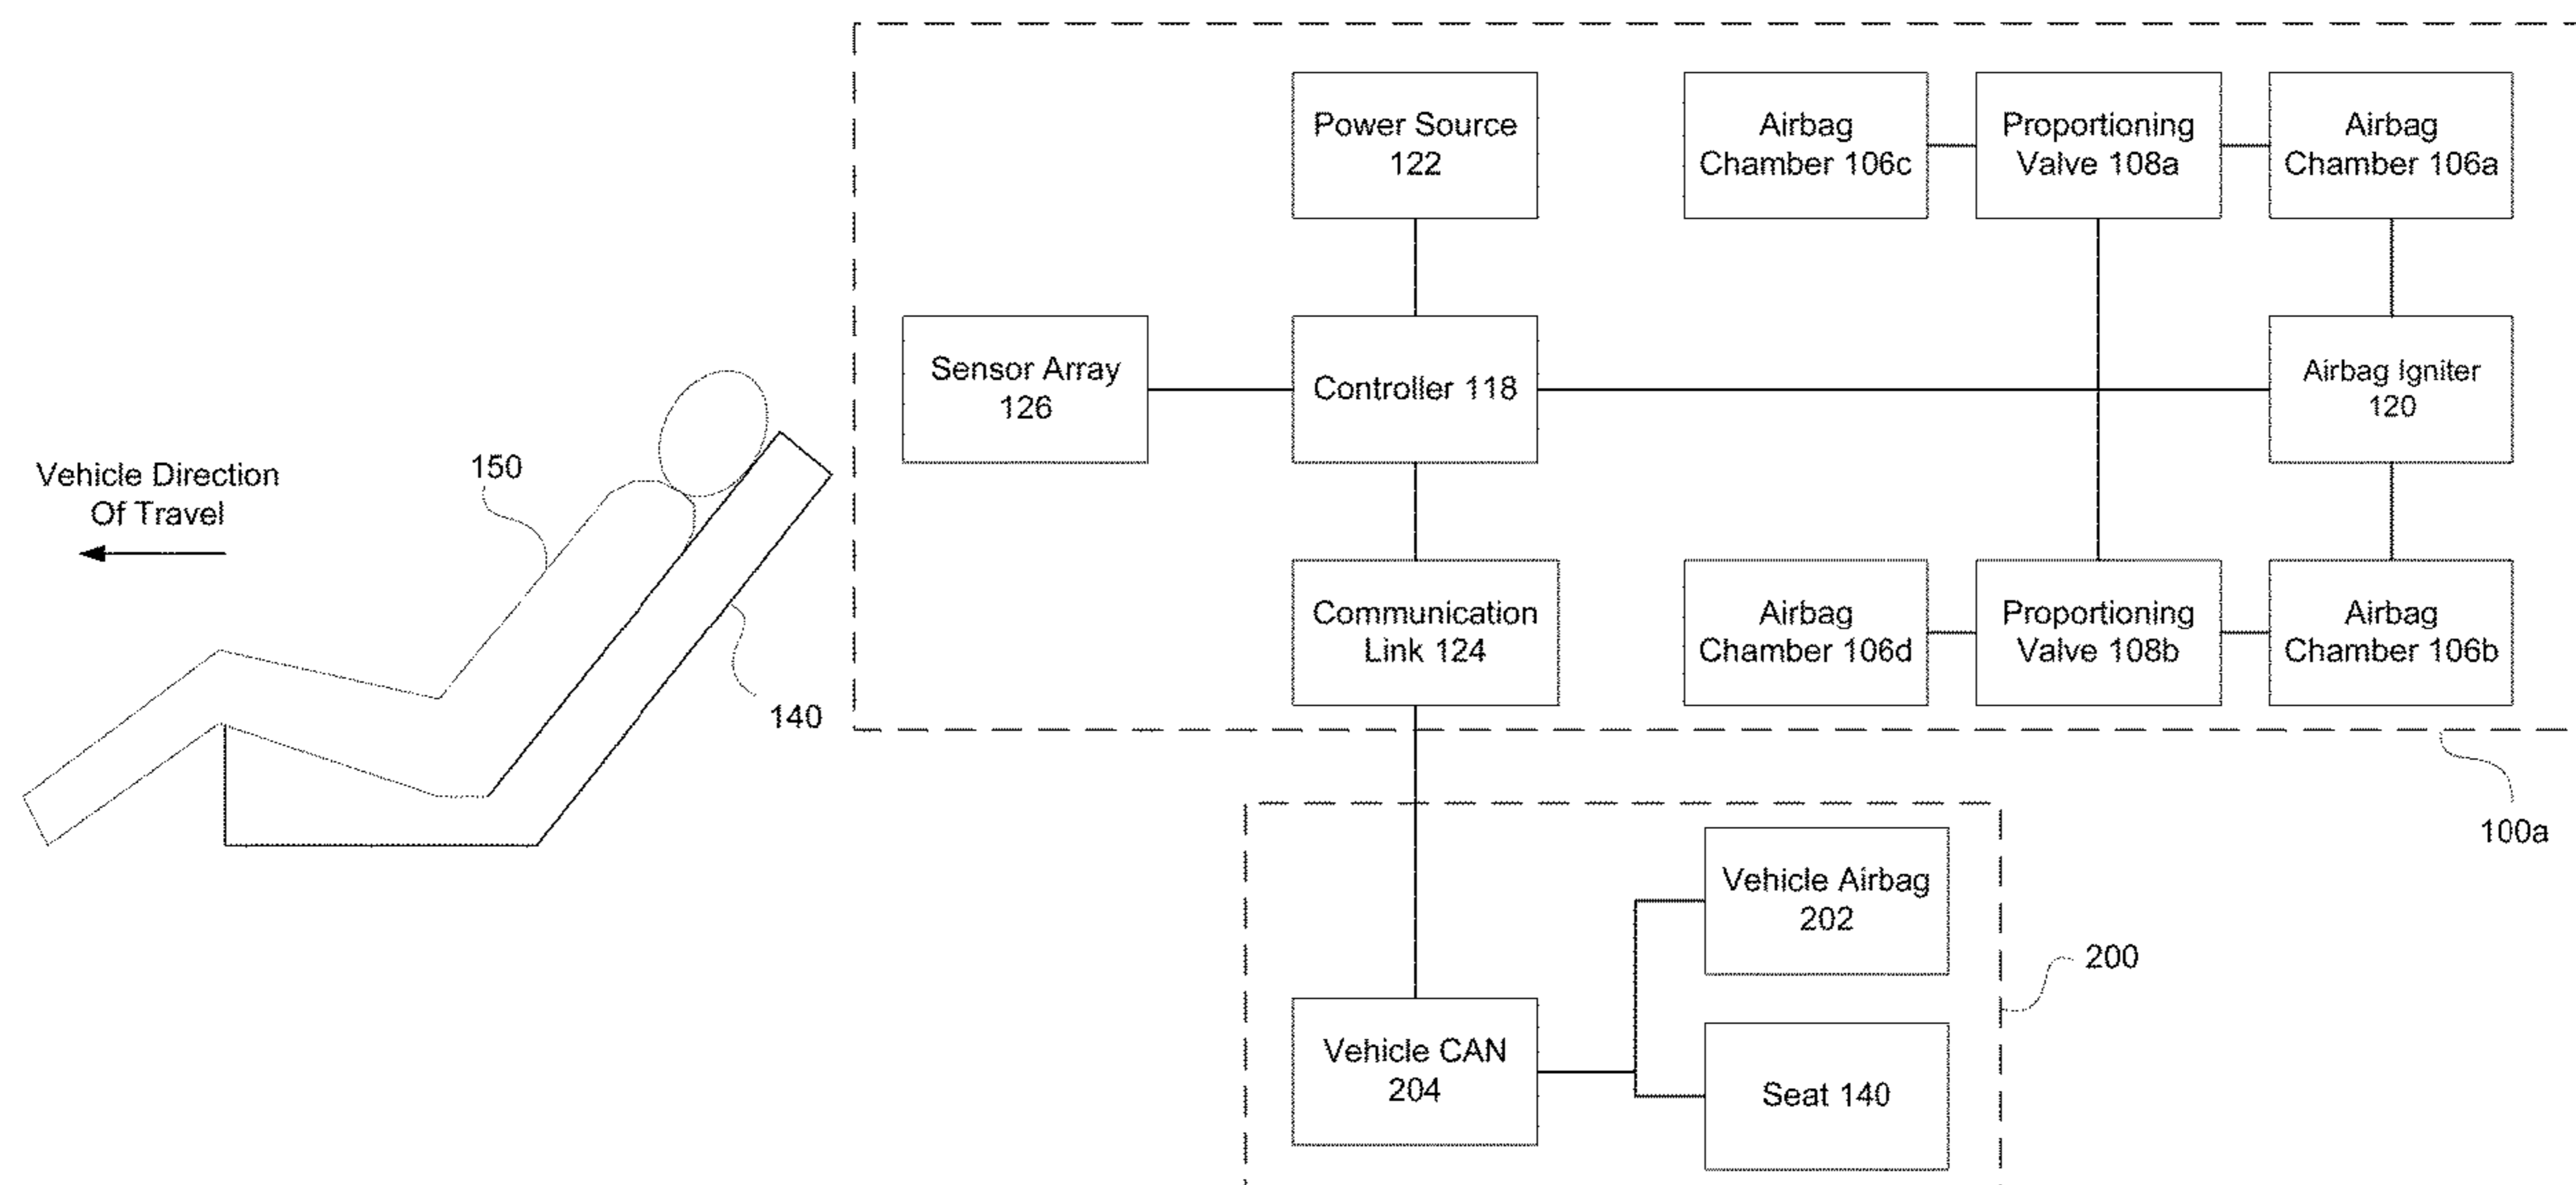 Power Source
122
Airbag
Chamber 106c
Proportioning
Valve 108a
Airbag
Chamber 106a
Sensor Array
126
Controller 118
Airbag Igniter
120
Vehicle Direction
Of Travel
150
140
Communication
Link 124
Airbag
Chamber 106d
Proportioning
Valve 108b
Airbag
Chamber 106b
100a
Vehicle Airbag
202
200
Vehicle CAN
204
Seat 140